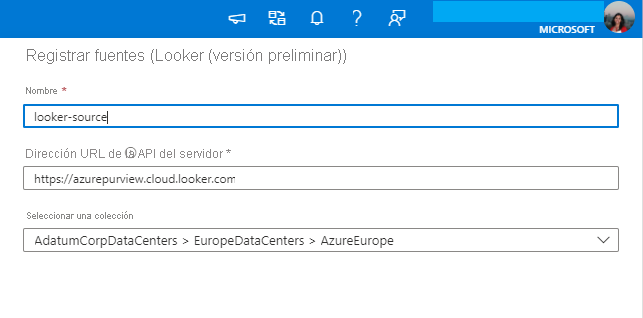 MICROSOFT
Registrar fuentes (Looker (versión preliminar))
Nombre *
looker-source
Dirección URL de la API del servidor *
https://azurepurview.cloud.looker.com
Seleccionar una colección
AdatumCorpDataCenters > EuropeDataCenters > AzureEurope